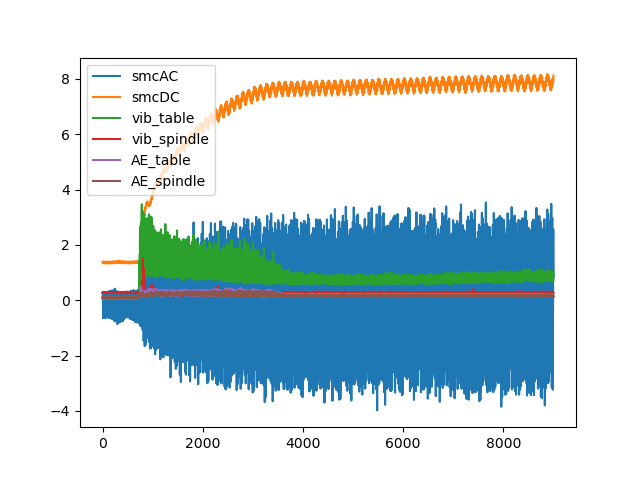 smcAC
smcDC
vib_table
vib_spindle
AE_table
AE_spindle
8
6
4
2
0
−2
−4
0 2000 4000 6000 8000